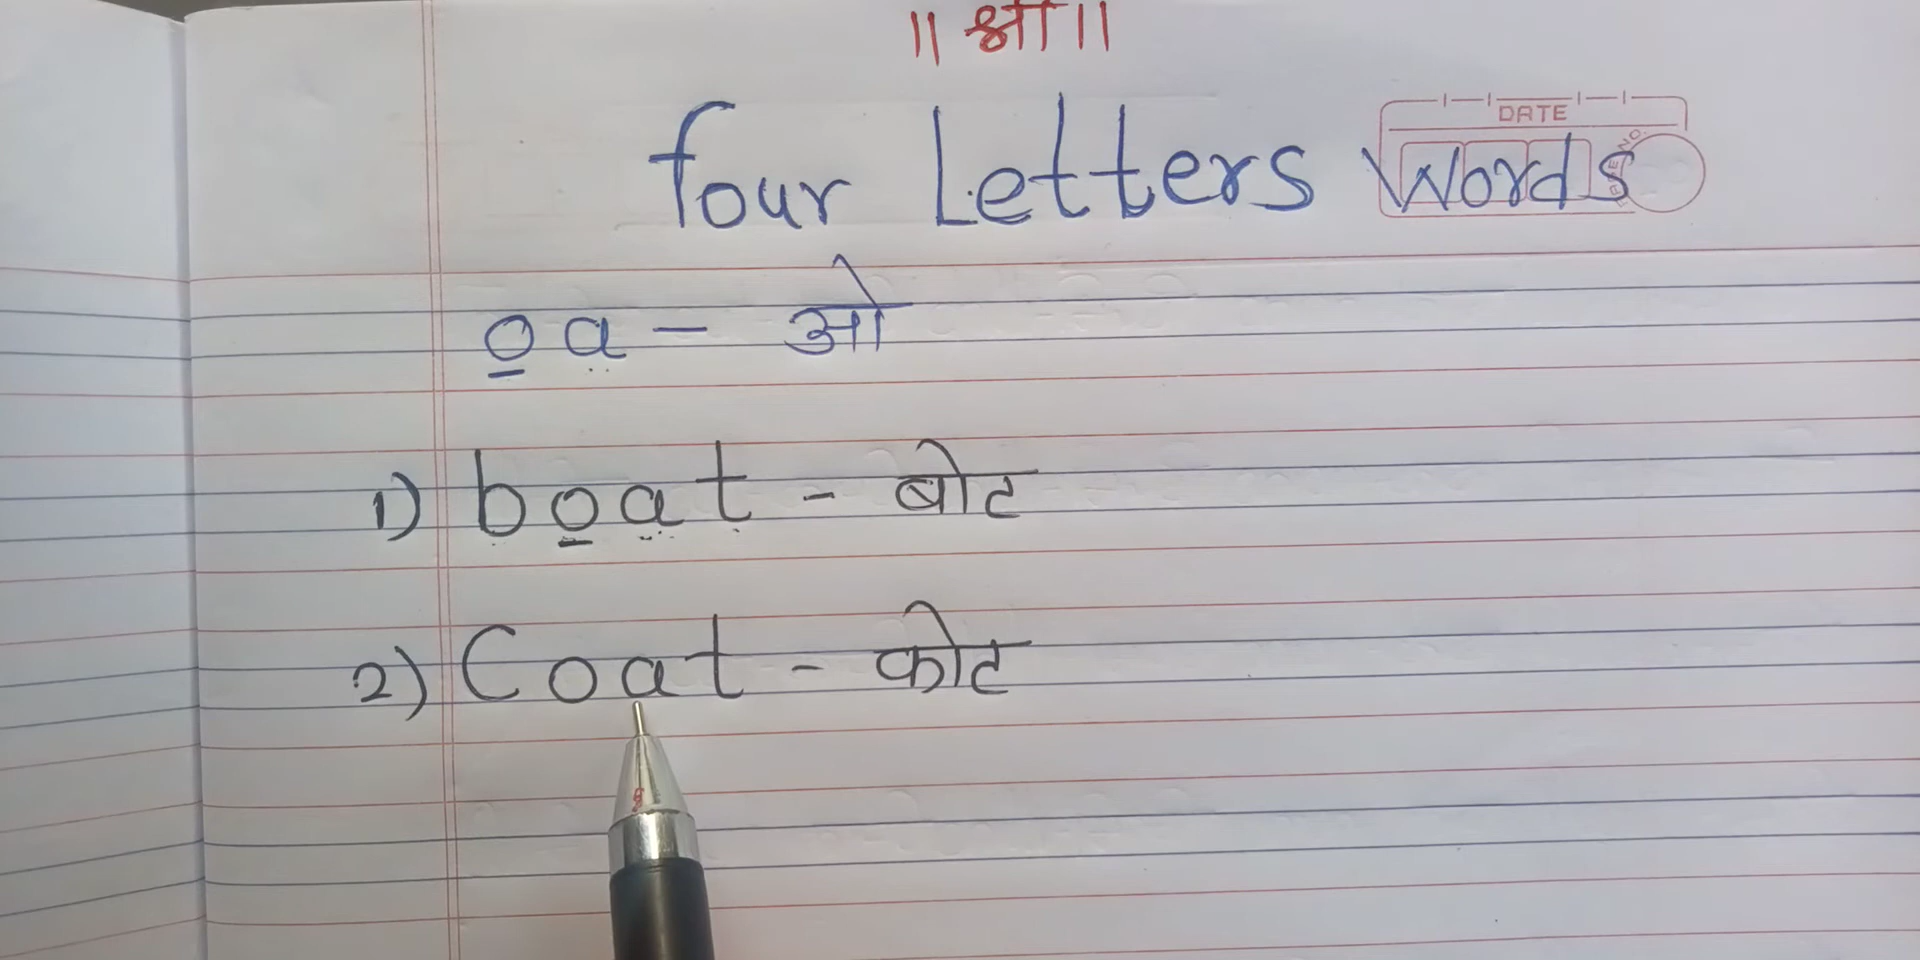 ॥ श्री ॥
DATE
four Letters Words
oa - ओ
1) boat - बोट
2) Coat - कोट